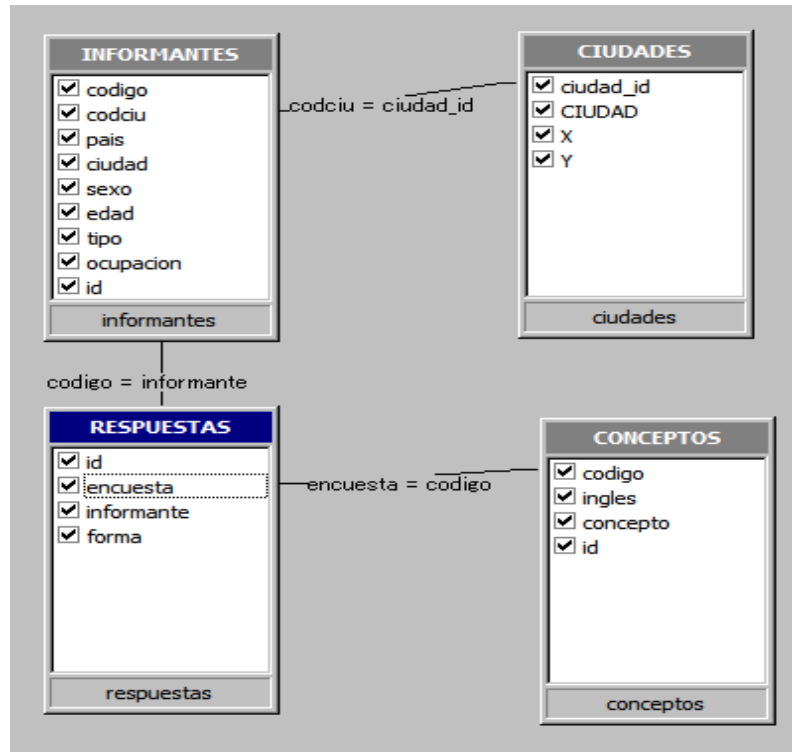 INFORMANTES
codigo
codciu
pais
ciudad
sexo
edad
tipo
ocupacion
id
informantes
codciu = ciudad_id
CIUDADES
ciudad_id
CIUDAD
X
Y
ciudades
codigo = informante
RESPUESTAS
id
encuesta
informante
forma
respuestas
encuesta = codigo
CONCEPTOS
codigo
ingles
concepto
id
conceptos